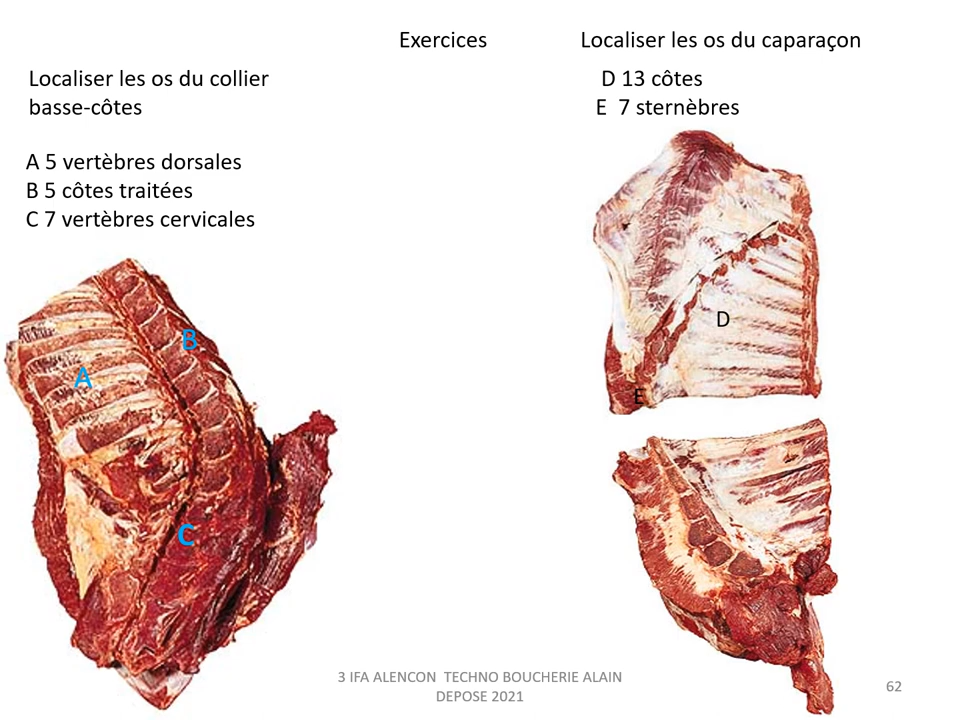 Exercices
Localiser les os du caparaçon
Localiser les os du collier
basse-côtes
D 13 côtes
E 7 sternèbres
A 5 vertèbres dorsales
B 5 côtes traitées
C 7 vertèbres cervicales
B
A
C
D
E
3 IFA ALENCON TECHNO BOUCHERIE ALAIN
DEPOSE 2021
62